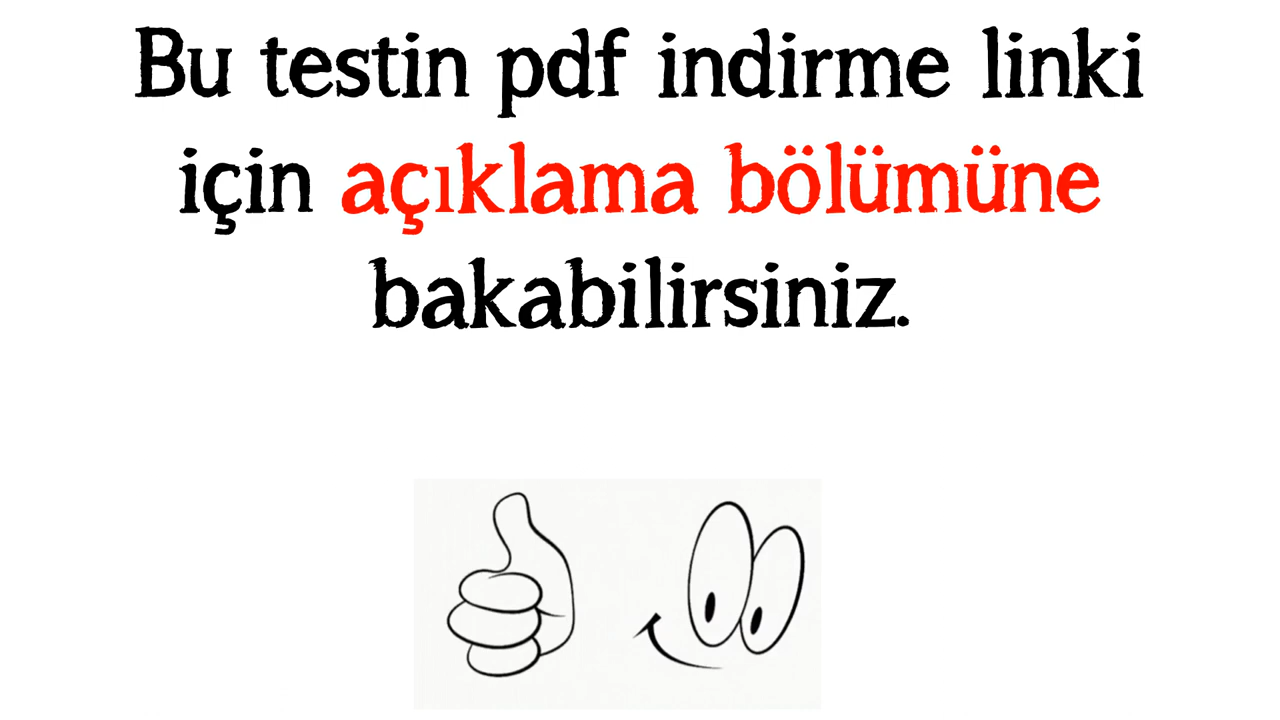 Bu testin pdf indirme linki
için açıklama bölümüne
bakabilirsiniz.